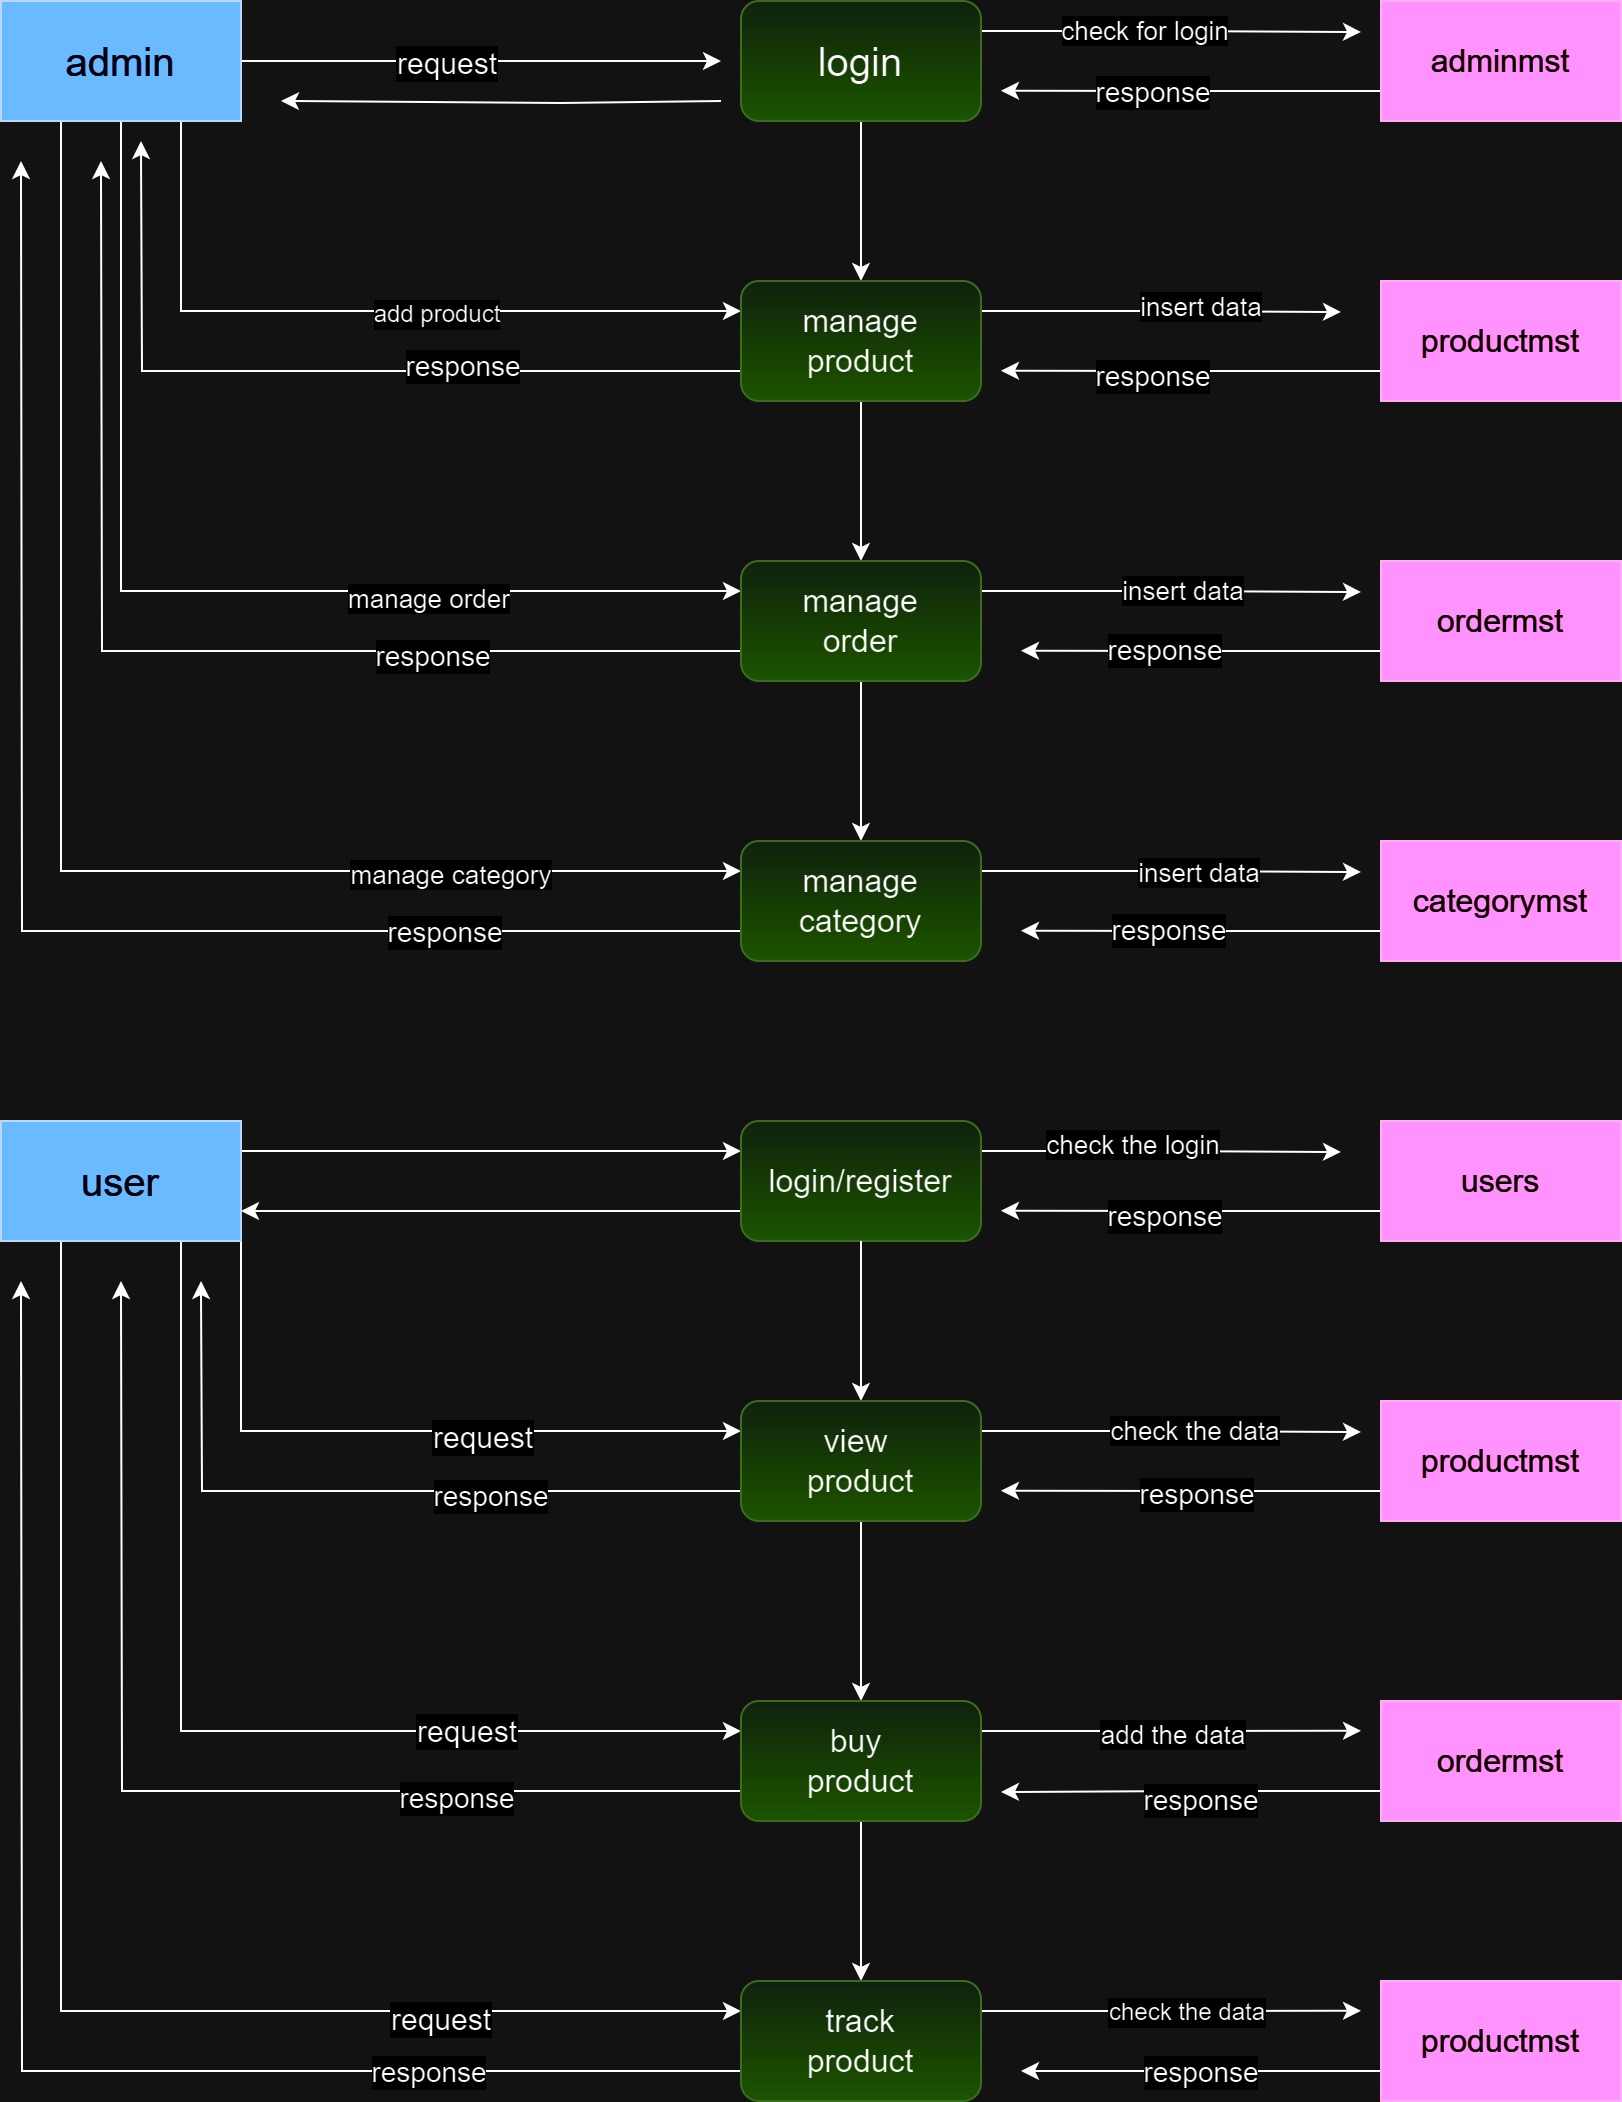 admin
request
login
check for login
adminmst
response
add product
manage
product
insert data
productmst
response
response
manage order
manage
order
insert data
ordermst
response
response
manage category
manage
category
insert data
categorymst
response
response
user
login/register
check the login
users
response
request
view
product
check the data
productmst
response
response
request
buy
product
add the data
ordermst
response
response
request
track
product
check the data
productmst
response
response